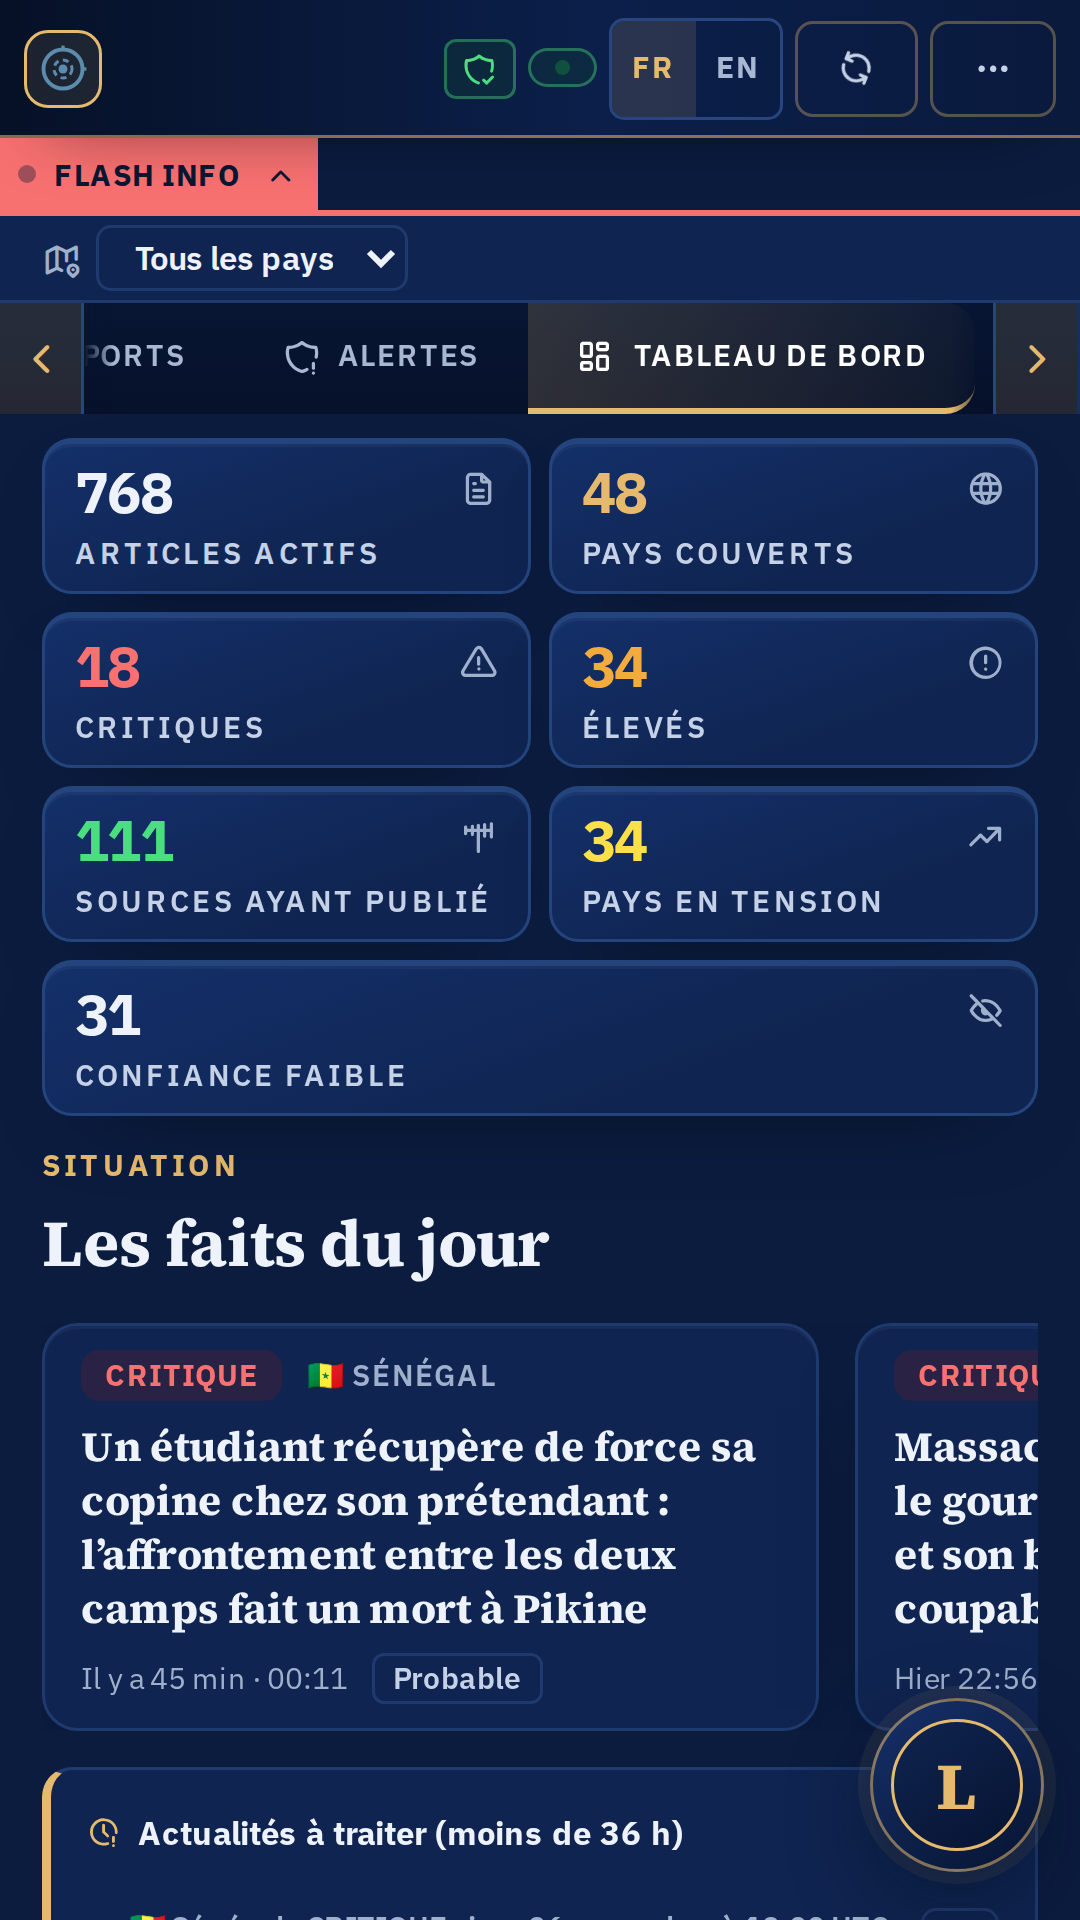 FR EN
FLASH INFO
Tous les pays
PORTS ALERTES TABLEAU DE BORD
768
ARTICLES ACTIFS
48
PAYS COUVERTS
18
CRITIQUES
34
ÉLEVÉS
111
SOURCES AYANT PUBLIÉ
34
PAYS EN TENSION
31
CONFIANCE FAIBLE
SITUATION
Les faits du jour
CRITIQUE SÉNÉGAL
Un étudiant récupère de force sa
copine chez son prétendant :
l’affrontement entre les deux
camps fait un mort à Pikine
Il y a 45 min · 00:11 Probable
CRITIQU
Massac
le gour
et son
coupab
Hier 22:56
L
Actualités à traiter (moins de 36 h)